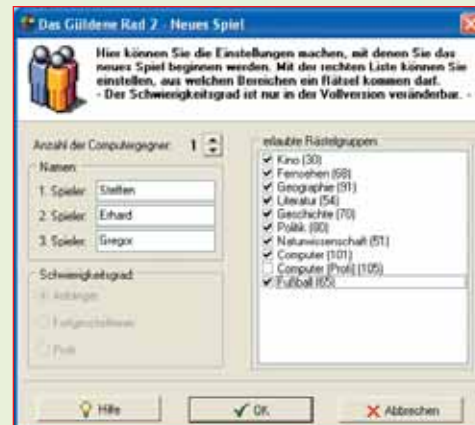 Das Güldene Rad 2 - Neues Spiel
Hier können Sie die Einstellungen machen, mit denen Sie das
neues Spiel beginnen werden. Mit der rechten Liste können Sie
einstellen, aus welchen Bereichen ein Rätsel kommen darf.
- Der Schwierigkeitsgrad ist nur in der Vollversion veränderbar. -
Anzahl der Computergegner: 1
Namen
1. Spieler: Steffen
2. Spieler: Erhard
3. Spieler: Gregor
Schwierigkeitsgrad
Anfänger
Fortgeschrittener
Profi
erlaubte Rästelgruppen
Kino (30)
Fernsehen (68)
Geographie (91)
Literatur (54)
Geschichte (70)
Politik (80)
Naturwissenschaft (51)
Computer (101)
Computer [Profi] (105)
Fußball (65)
Hilfe
OK
Abbrechen